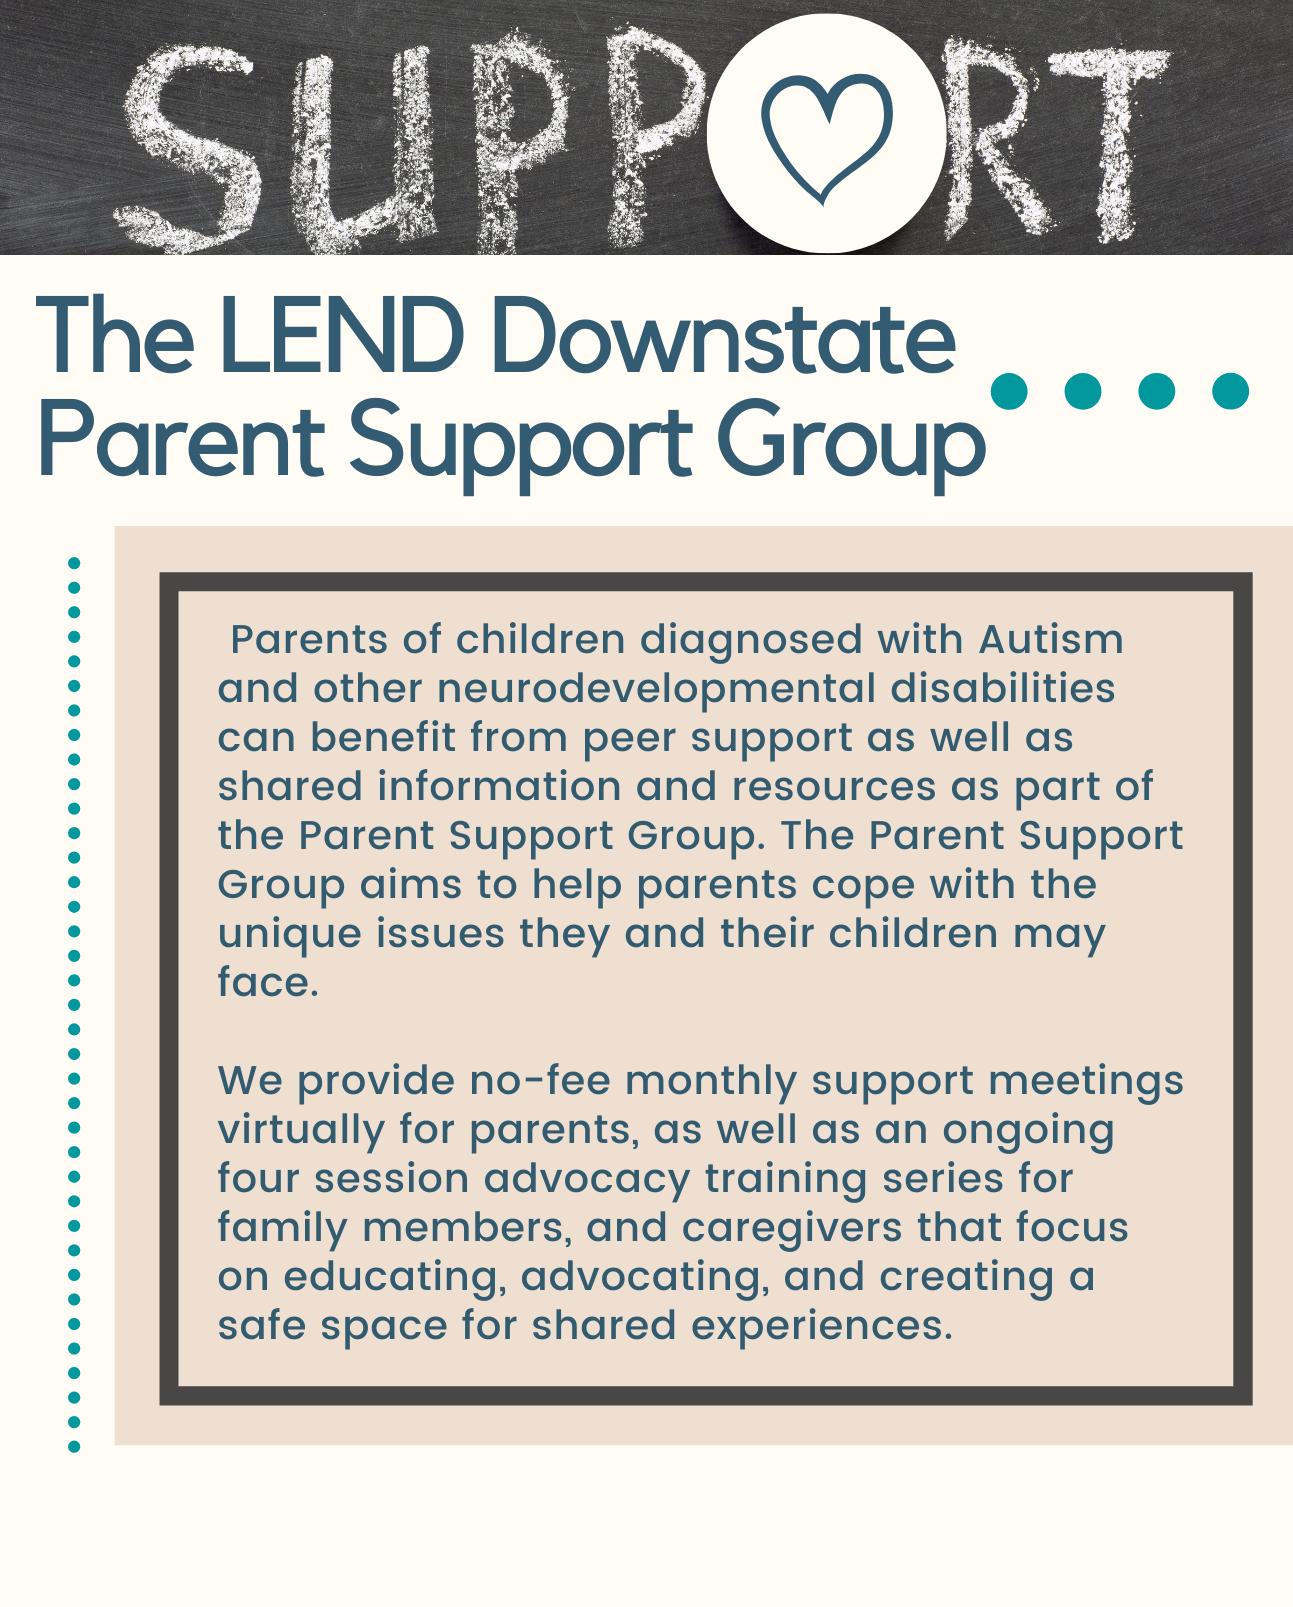 SUPPORT
The LEND Downstate
Parent Support Group
Parents of children diagnosed with Autism
and other neurodevelopmental disabilities
can benefit from peer support as well as
shared information and resources as part of
the Parent Support Group. The Parent Support
Group aims to help parents cope with the
unique issues they and their children may
face.
We provide no-fee monthly support meetings
virtually for parents, as well as an ongoing
four session advocacy training series for
family members, and caregivers that focus
on educating, advocating, and creating a
safe space for shared experiences.